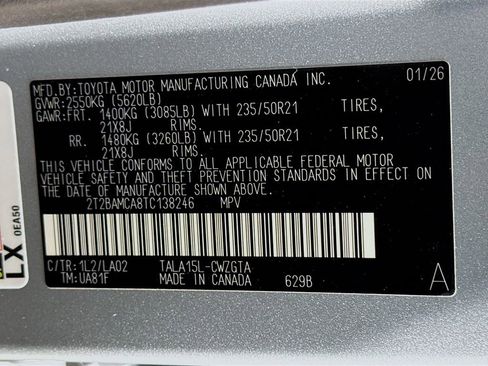 MFD.BY:TOYOTA MOTOR MANUFACTURING CANADA INC. 01/26
GVWR:2550KG (5620LB)
GAWR:FRT. 1400KG (3085LB) WITH 235/50R21 TIRES,
21X8J RIMS.
RR. 1480KG (3260LB) WITH 235/50R21 TIRES,
21X8J RIMS.
THIS VEHICLE CONFORMS TO ALL APPLICABLE FEDERAL MOTOR
VEHICLE SAFETY AND THEFT PREVENTION STANDARDS IN EFFECT
ON THE DATE OF MANUFACTURE SHOWN ABOVE.
2T2BAMCA8TC138246 MPV
C/TR:1L2/LA02 TALA15L-CWZGTA
TM:UA81F MADE IN CANADA 629B A
LX
0EA50